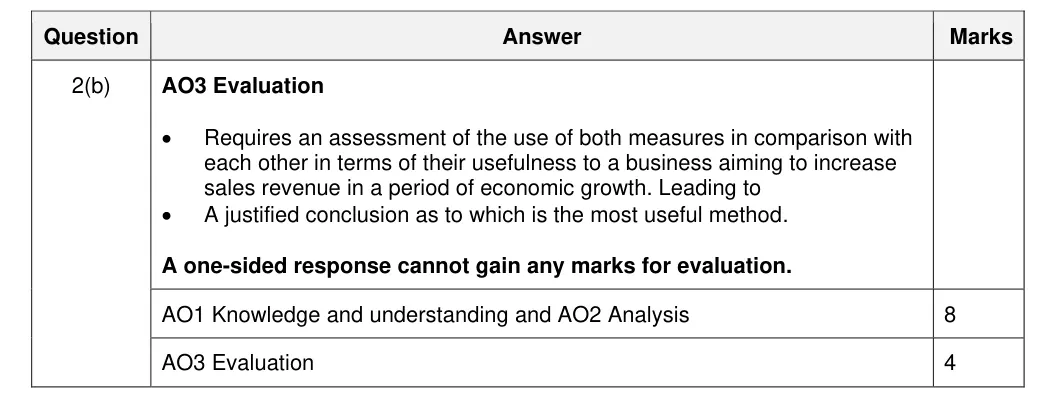 Question Answer Marks
2(b) AO3 Evaluation
• Requires an assessment of the use of both measures in comparison with
each other in terms of their usefulness to a business aiming to increase
sales revenue in a period of economic growth. Leading to
• A justified conclusion as to which is the most useful method.
A one-sided response cannot gain any marks for evaluation.
AO1 Knowledge and understanding and AO2 Analysis 8
AO3 Evaluation 4